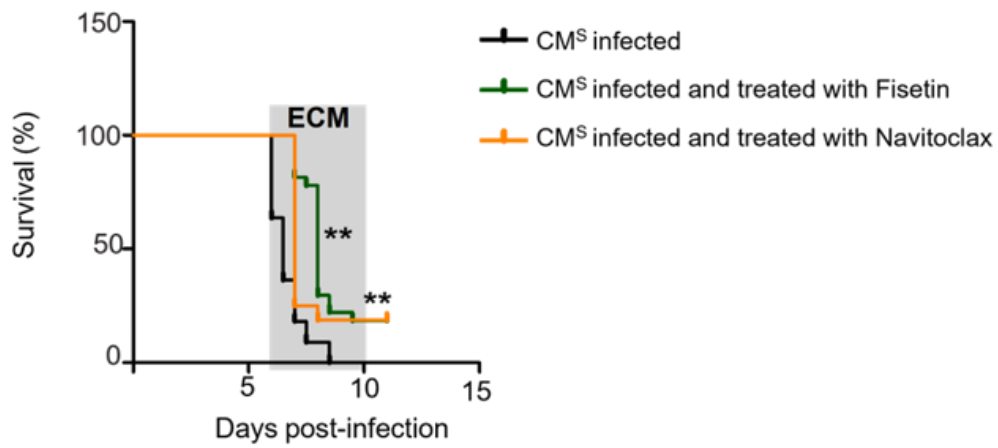 150
100
50
0
Survival (%)
ECM
**
**
5
10
15
Days post-infection
CMˢ infected
CMˢ infected and treated with Fisetin
CMˢ infected and treated with Navitoclax